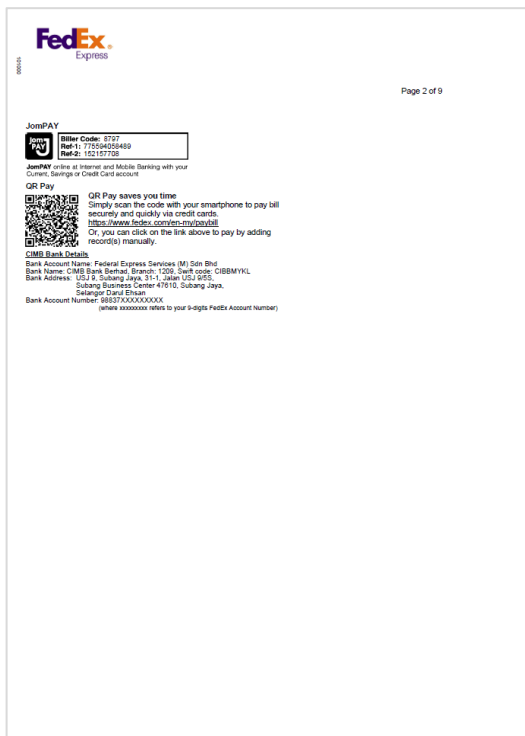 FedEx®
Express
101000
Page 2 of 9
JomPAY
Jom
PAY
Biller Code: 8797
Ref-1: 775594058489
Ref-2: 152157708
JomPAY online at Internet and Mobile Banking with your
Current, Savings or Credit Card account
QR Pay
QR Pay saves you time
Simply scan the code with your smartphone to pay bill
securely and quickly via credit cards.
https://www.fedex.com/en-my/paybill
Or, you can click on the link above to pay by adding
record(s) manually.
CIMB Bank Details
Bank Account Name: Federal Express Services (M) Sdn Bhd
Bank Name: CIMB Bank Berhad, Branch: 1209, Swift code: CIBBMYKL
Bank Address: USJ 9, Subang Jaya, 31-1, Jalan USJ 9/5S,
Subang Business Center 47610, Subang Jaya,
Selangor Darul Ehsan
Bank Account Number: 98837XXXXXXXXX
(where xxxxxxxxx refers to your 9-digits FedEx Account Number)